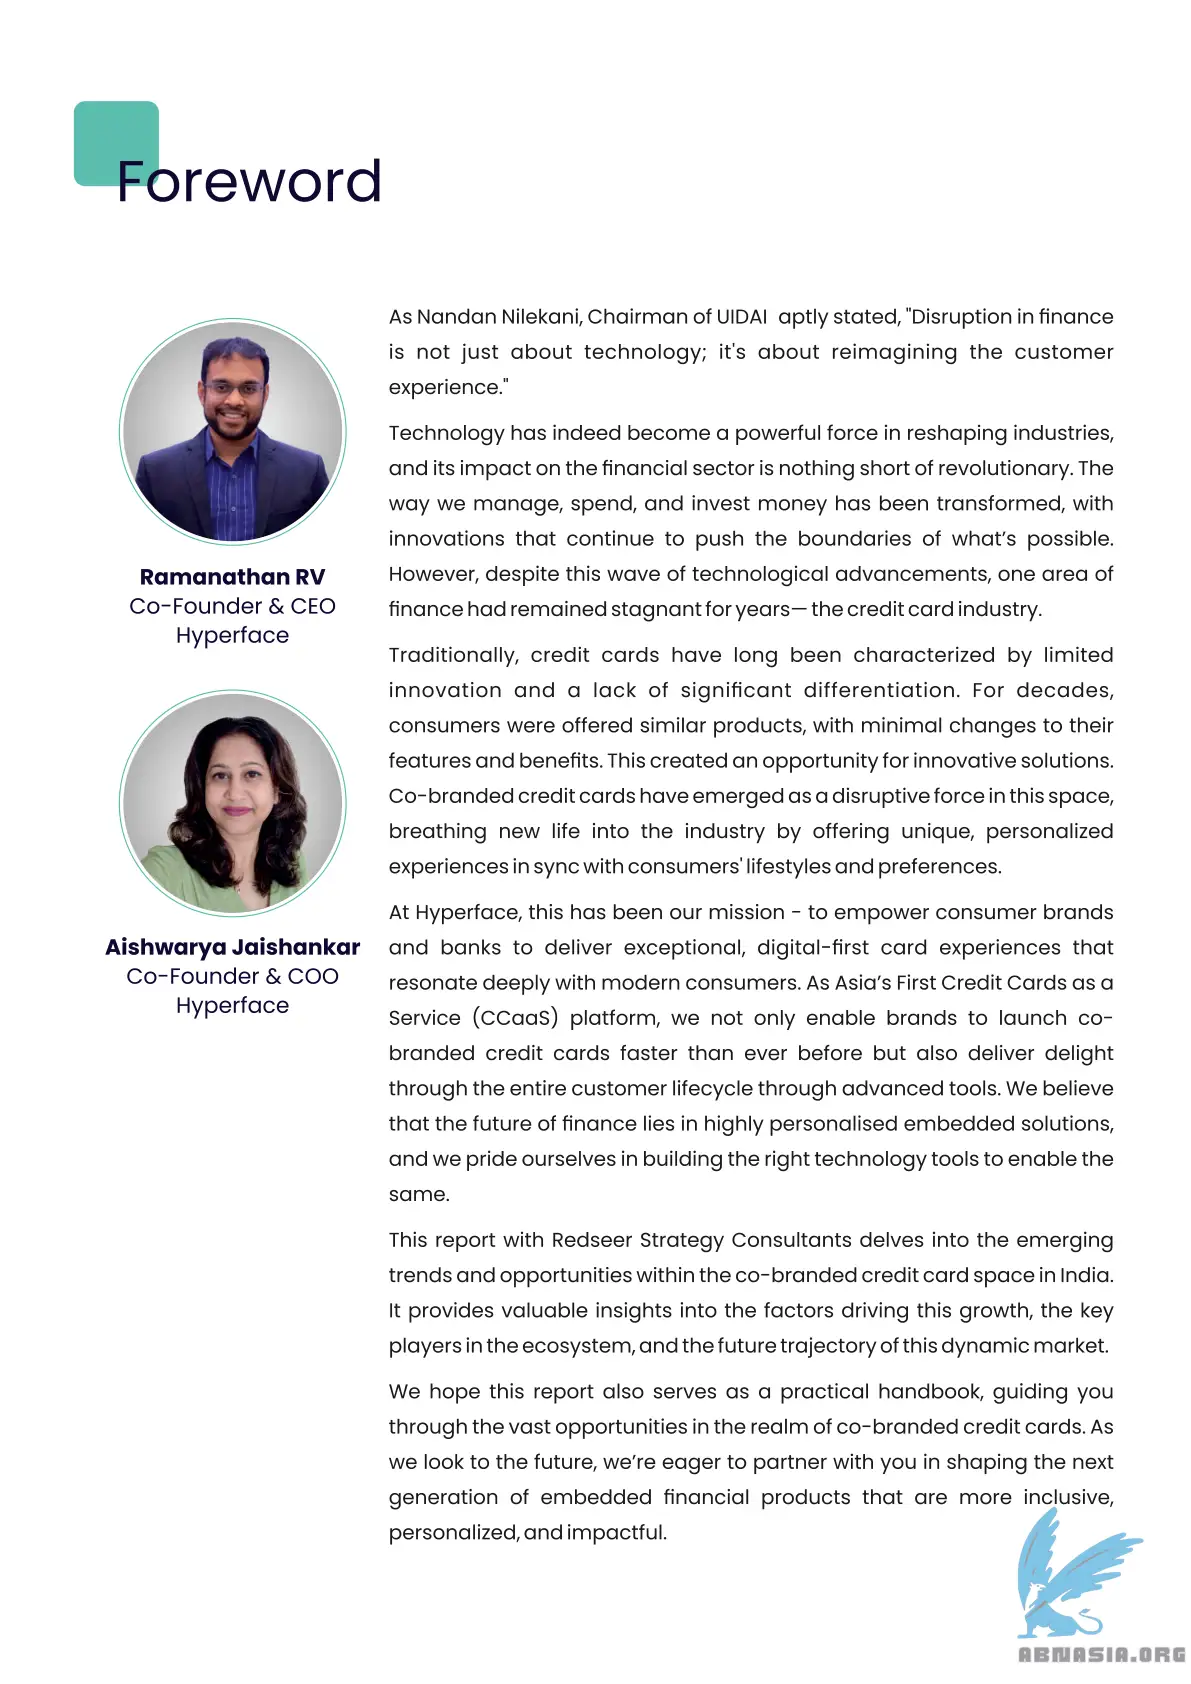 Foreword
Ramanathan RV
Co-Founder & CEO
Hyperface
Aishwarya Jaishankar
Co-Founder & COO
Hyperface
As Nandan Nilekani, Chairman of UIDAI  aptly stated, "Disruption in finance
is not just about technology; it's about reimagining the customer
experience."
Technology has indeed become a powerful force in reshaping industries,
and its impact on the financial sector is nothing short of revolutionary. The
way we manage, spend, and invest money has been transformed, with
innovations that continue to push the boundaries of what’s possible.
However, despite this wave of technological advancements, one area of
finance had remained stagnant for years— the credit card industry.
Traditionally, credit cards have long been characterized by limited
innovation and a lack of significant differentiation. For decades,
consumers were offered similar products, with minimal changes to their
features and benefits. This created an opportunity for innovative solutions.
Co-branded credit cards have emerged as a disruptive force in this space,
breathing new life into the industry by offering unique, personalized
experiences in sync with consumers' lifestyles and preferences.
At Hyperface, this has been our mission - to empower consumer brands
and banks to deliver exceptional, digital-first card experiences that
resonate deeply with modern consumers. As Asia’s First Credit Cards as a
Service (CCaaS) platform, we not only enable brands to launch co-
branded credit cards faster than ever before but also deliver delight
through the entire customer lifecycle through advanced tools. We believe
that the future of finance lies in highly personalised embedded solutions,
and we pride ourselves in building the right technology tools to enable the
same.
This report with Redseer Strategy Consultants delves into the emerging
trends and opportunities within the co-branded credit card space in India.
It provides valuable insights into the factors driving this growth, the key
players in the ecosystem, and the future trajectory of this dynamic market.
We hope this report also serves as a practical handbook, guiding you
through the vast opportunities in the realm of co-branded credit cards. As
we look to the future, we’re eager to partner with you in shaping the next
generation of embedded financial products that are more inclusive,
personalized, and impactful.
ABNASIA.ORG